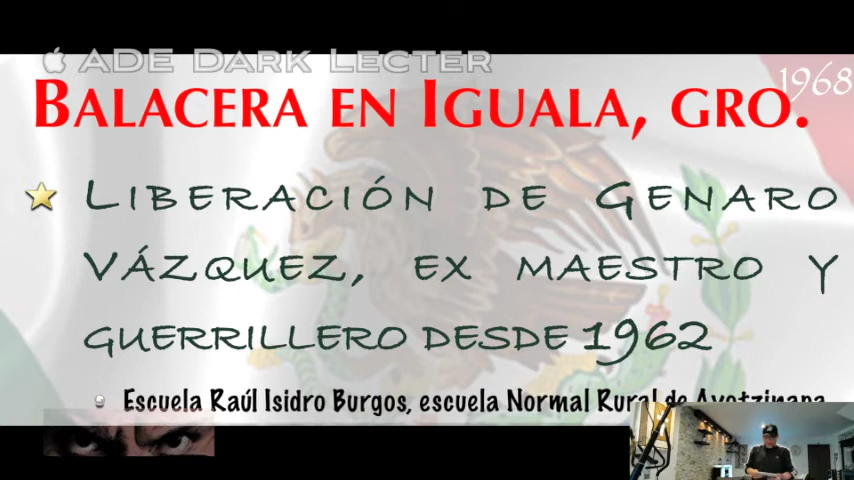 ADE DARK LECTER
1968
BALACERA EN IGUALA, GRO.
LIBERACIÓN DE GENARO
VÁZQUEZ, EX MAESTRO Y
GUERRILLERO DESDE 1962
Escuela Raúl Isidro Burgos, escuela Normal Rural de Ayotzinapa